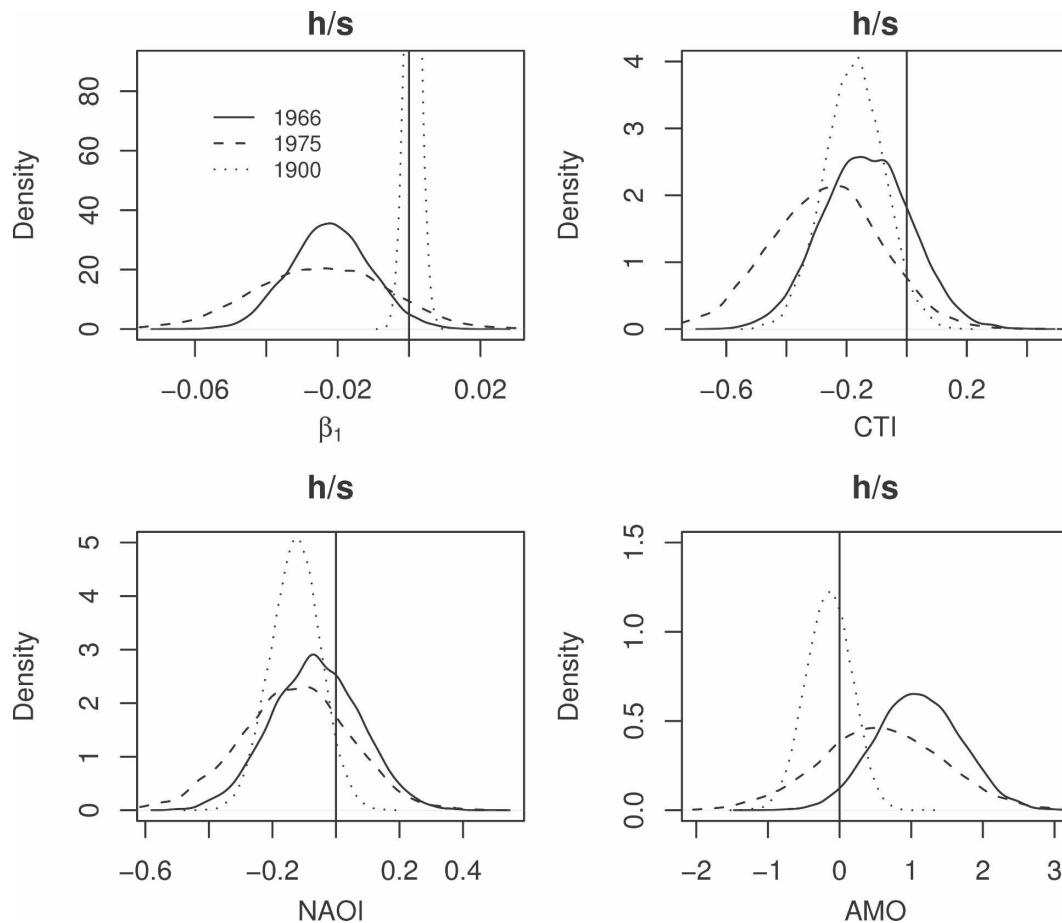 h/s
Density
0 20 40 60 80
1966
1975
1900
−0.06 −0.02 0.02
β₁
h/s
Density
0 1 2 3 4
−0.6 −0.2 0.2
CTI
h/s
Density
0 1 2 3 4 5
−0.6 −0.2 0.2 0.4
NAOI
h/s
Density
0.0 0.5 1.0 1.5
−2 −1 0 1 2 3
AMO